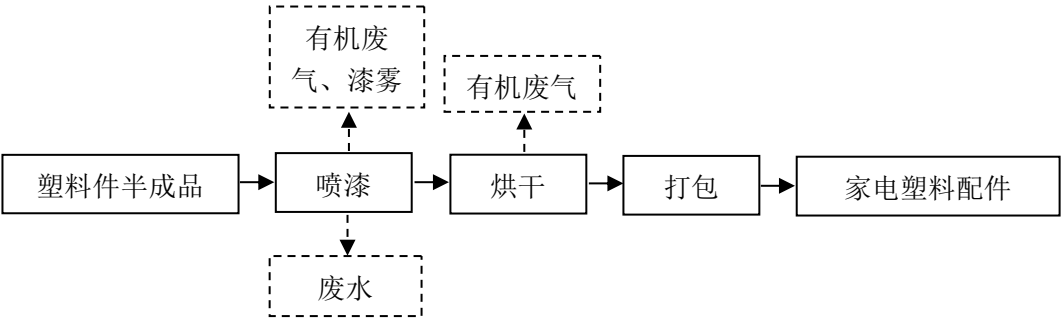 有机废
气、漆雾
有机废气
塑料件半成品
喷漆
烘干
打包
家电塑料配件
废水